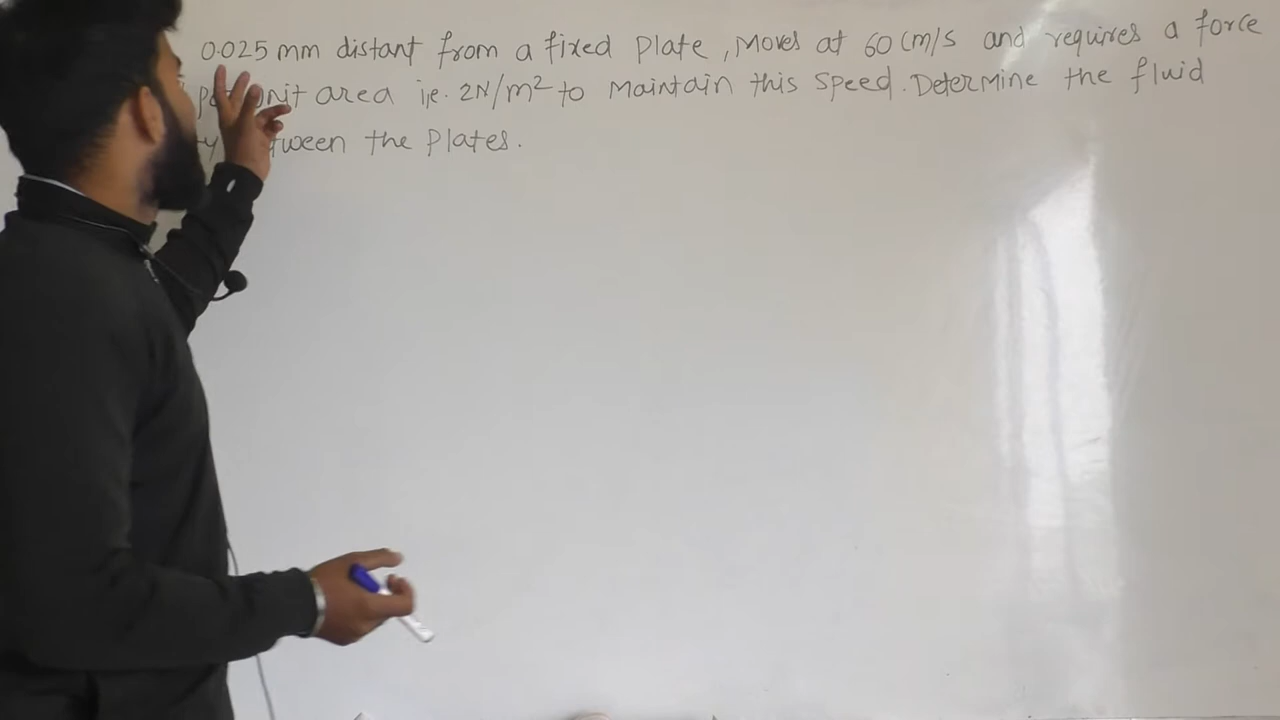 0.025 mm distant from a fixed Plate, Moves at 60 cm/s and requires a force
unit area i,e. 2N/m² to Maintain this speed. Determine the fluid
tween the Plates.